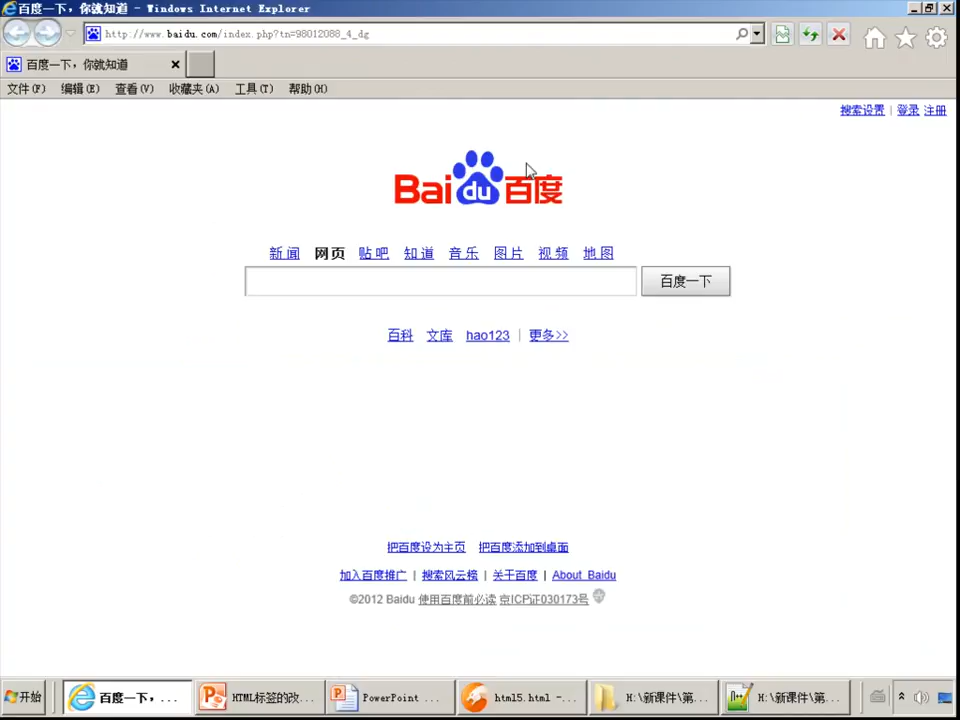 百度一下，你就知道 - Windows Internet Explorer
http://www.baidu.com/index.php?tn=98012088_4_dg
百度一下，你就知道
文件(F) 编辑(E) 查看(V) 收藏夹(A) 工具(T) 帮助(H)
搜索设置 | 登录 注册
Bai du 百度
新闻 网页 贴吧 知道 音乐 图片 视频 地图
百度一下
百科 文库 hao123 | 更多>>
把百度设为主页 把百度添加到桌面
加入百度推广 | 搜索风云榜 | 关于百度 | About Baidu
©2012 Baidu 使用百度前必读 京ICP证030173号
开始 百度一下，... HTML标签的改... PowerPoint ... html5.html -... H:\新课件\第... H:\新课件\第...